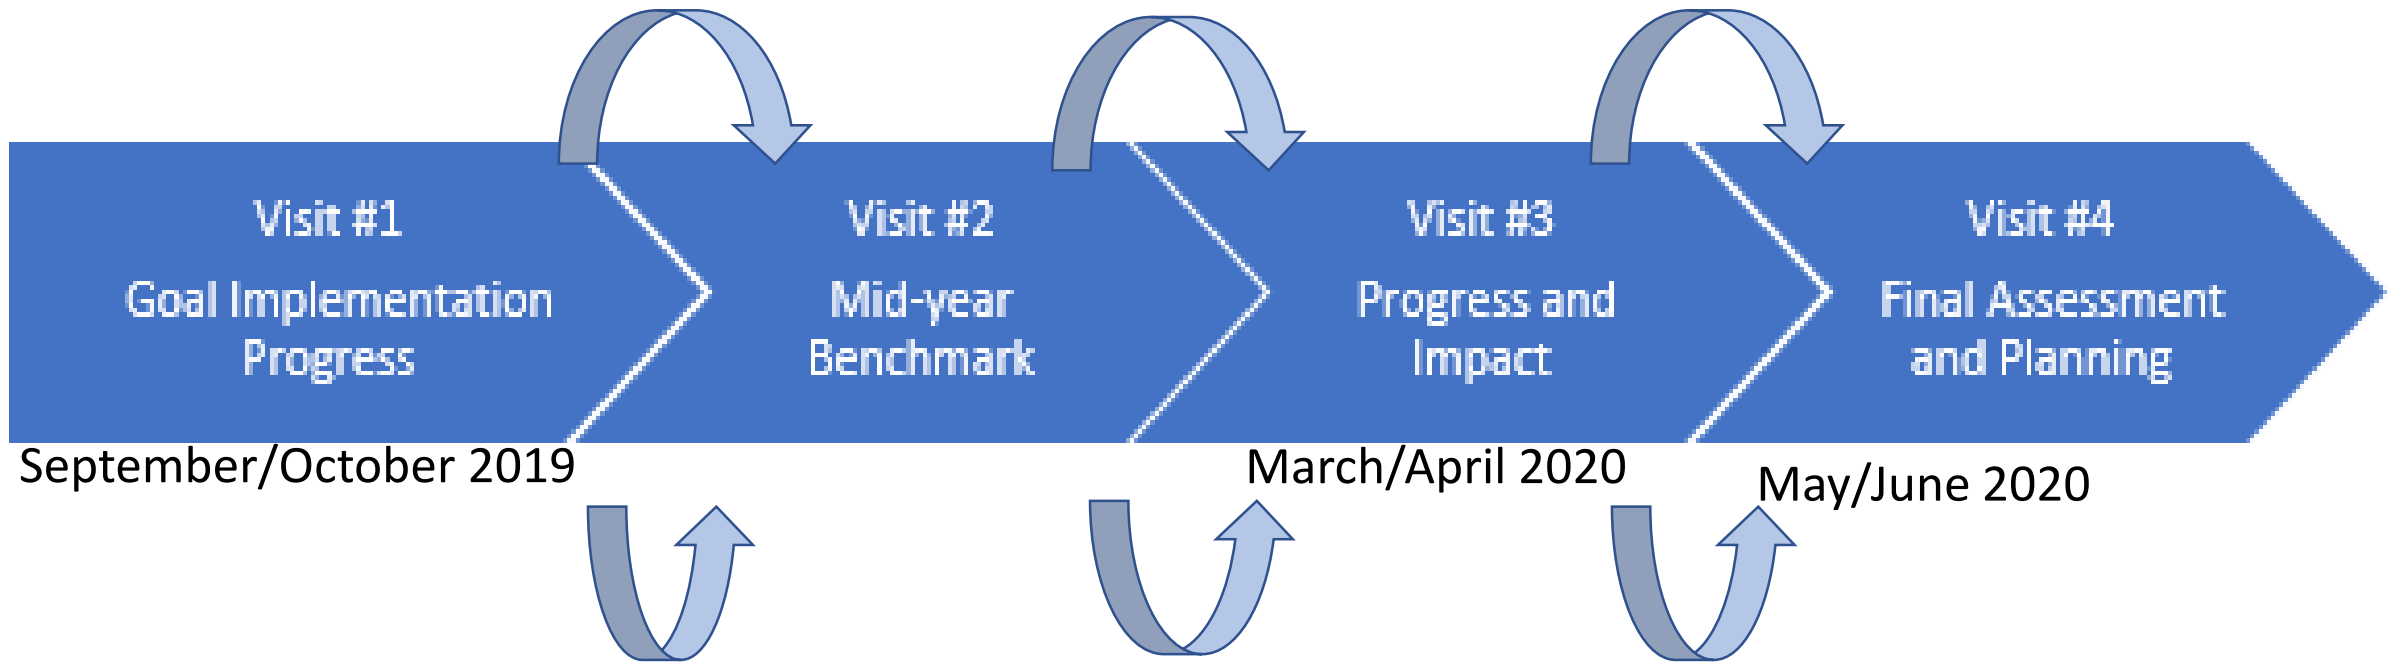 Visit #1
Goal Implementation
Progress
Visit #2
Mid-year
Benchmark
Visit #3
Progress and
Impact
Visit #4
Final Assessment
and Planning
September/October 2019
March/April 2020
May/June 2020